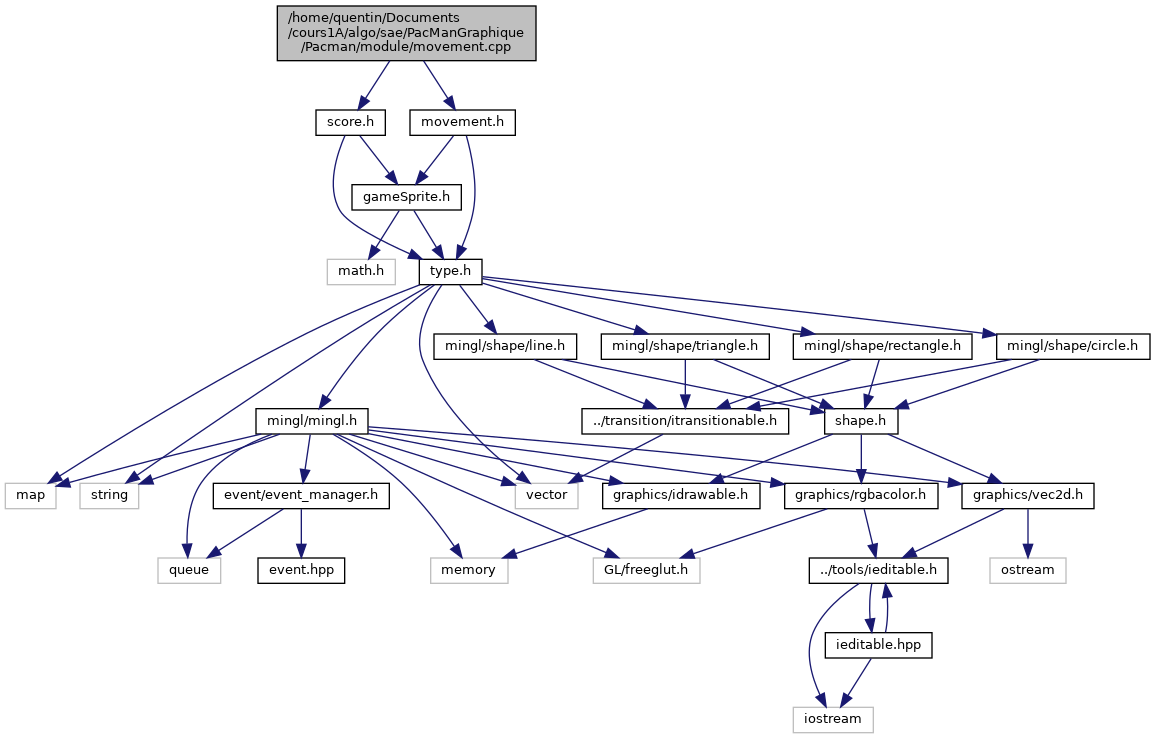 /home/quentin/Documents
/cours1A/algo/sae/PacManGraphique
/Pacman/module/movement.cpp
score.h
movement.h
gameSprite.h
math.h
type.h
mingl/shape/line.h
mingl/shape/triangle.h
mingl/shape/rectangle.h
mingl/shape/circle.h
mingl/mingl.h
../transition/itransitionable.h
shape.h
map
string
event/event_manager.h
vector
graphics/idrawable.h
graphics/rgbacolor.h
graphics/vec2d.h
queue
event.hpp
memory
GL/freeglut.h
../tools/ieditable.h
ostream
ieditable.hpp
iostream